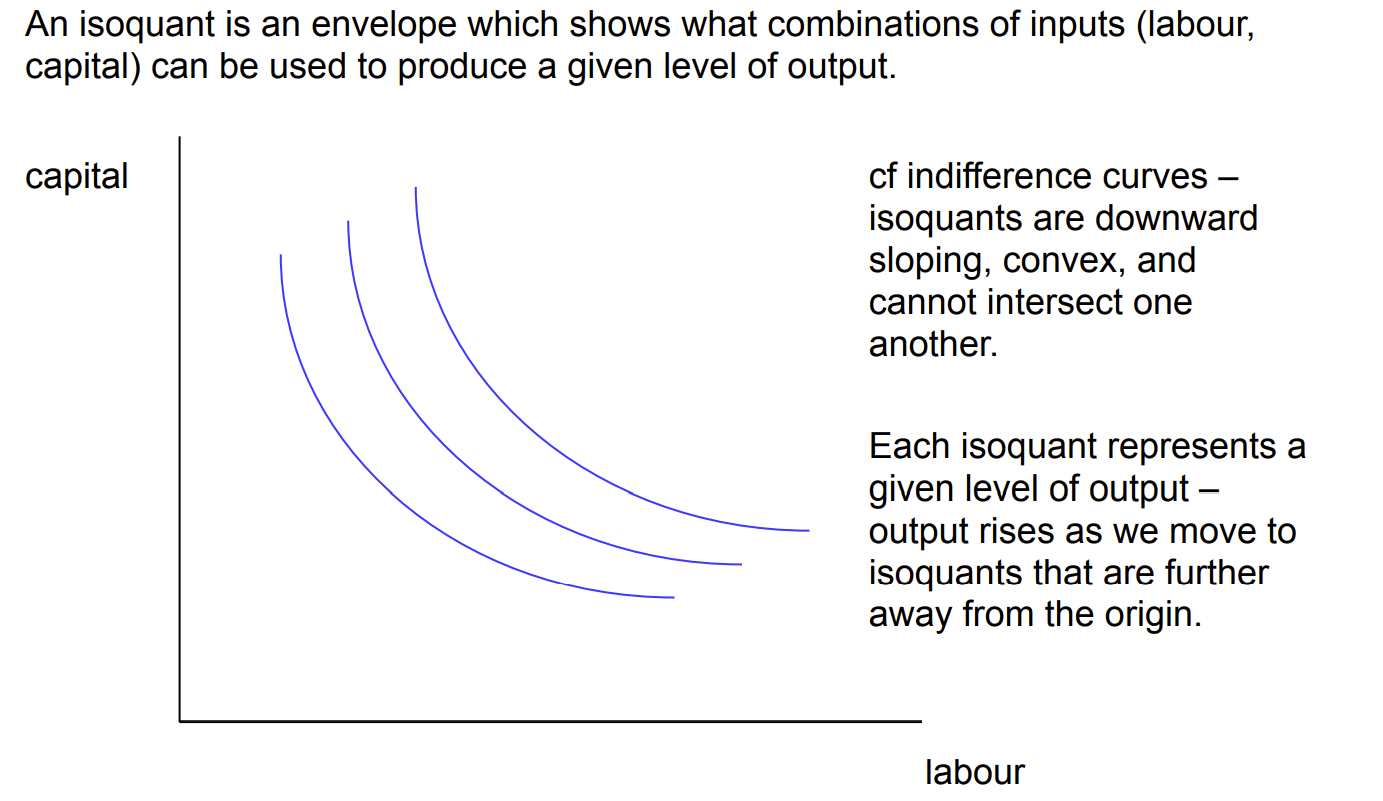 An isoquant is an envelope which shows what combinations of inputs (labour,
capital) can be used to produce a given level of output.
capital
cf indifference curves –
isoquants are downward
sloping, convex, and
cannot intersect one
another.
Each isoquant represents a
given level of output –
output rises as we move to
isoquants that are further
away from the origin.
labour